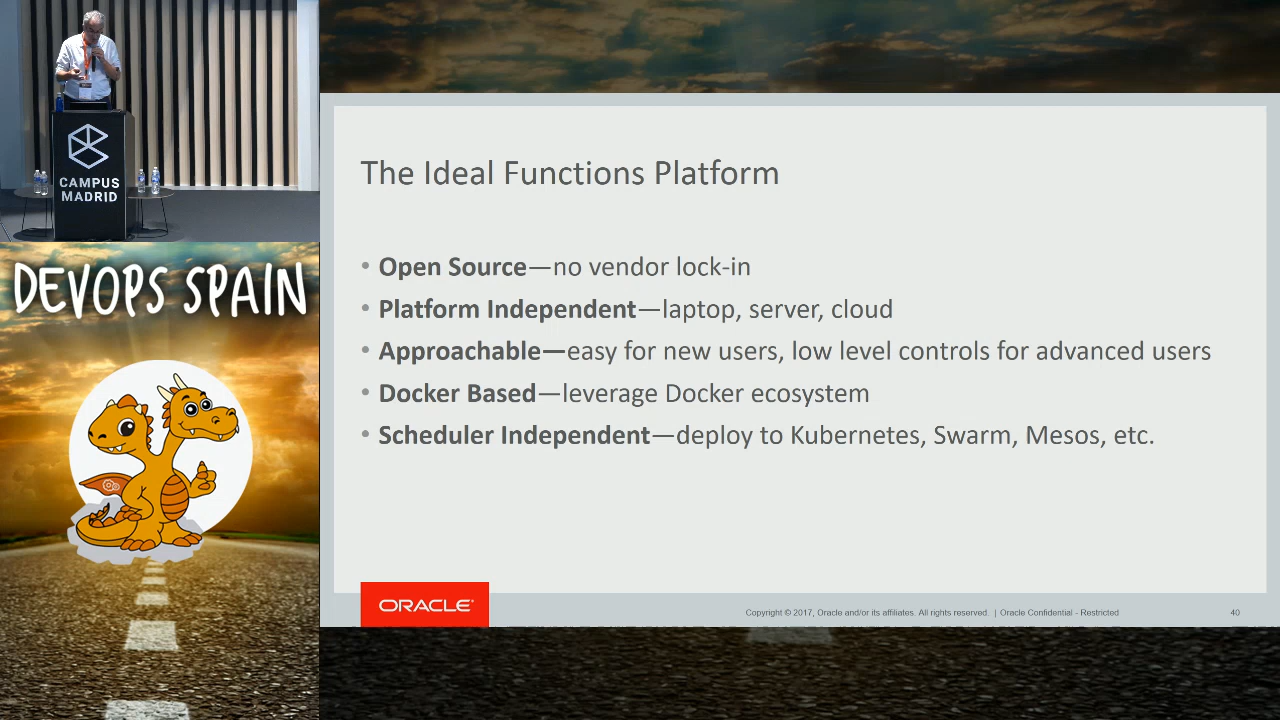 CAMPUS
MADRID
DEVOPS SPAIN
The Ideal Functions Platform
• Open Source—no vendor lock-in
• Platform Independent—laptop, server, cloud
• Approachable—easy for new users, low level controls for advanced users
• Docker Based—leverage Docker ecosystem
• Scheduler Independent—deploy to Kubernetes, Swarm, Mesos, etc.
ORACLE®
Copyright © 2017, Oracle and/or its affiliates. All rights reserved. | Oracle Confidential - Restricted
40